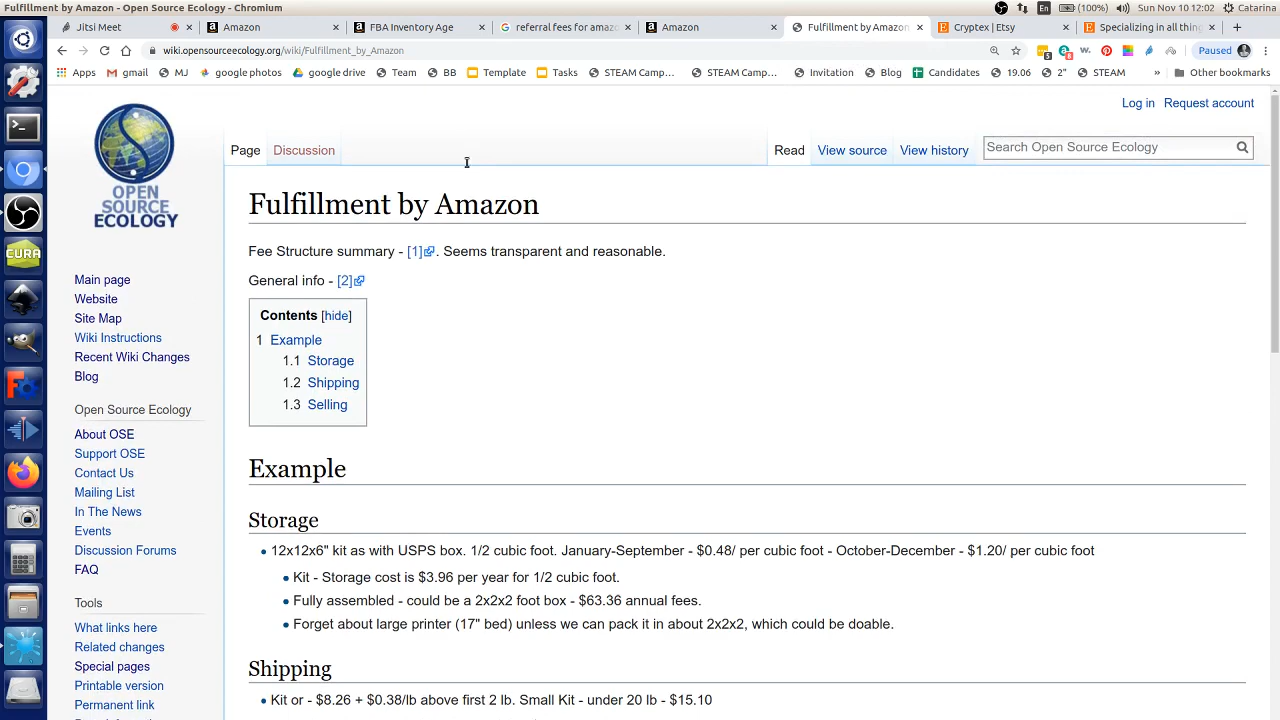 Fulfillment by Amazon - Open Source Ecology - Chromium
En (100%) Sun Nov 10 12:02 Catarina
Jitsi Meet × Amazon × FBA Inventory Age × referral fees for amaz × Amazon × Fulfillment by Amazon × Cryptex | Etsy × Specializing in all thing × +
wiki.opensourceecology.org/wiki/Fulfillment_by_Amazon Paused
Apps gmail MJ google photos google drive Team BB Template Tasks STEAM Camp... STEAM Camp... Invitation Blog Candidates 19.06 2" STEAM » Other bookmarks
Log in Request account
Page Discussion Read View source View history Search Open Source Ecology
OPEN
SOURCE
ECOLOGY
CURA
Main page
Website
Site Map
Wiki Instructions
Recent Wiki Changes
Blog
Open Source Ecology
About OSE
Support OSE
Contact Us
Mailing List
In The News
Events
Discussion Forums
FAQ
Tools
What links here
Related changes
Special pages
Printable version
Permanent link
Fulfillment by Amazon
Fee Structure summary - [1]. Seems transparent and reasonable.
General info - [2]
Contents [hide]
1 Example
1.1 Storage
1.2 Shipping
1.3 Selling
Example
Storage
• 12x12x6" kit as with USPS box. 1/2 cubic foot. January-September - $0.48/ per cubic foot - October-December - $1.20/ per cubic foot
• Kit - Storage cost is $3.96 per year for 1/2 cubic foot.
• Fully assembled - could be a 2x2x2 foot box - $63.36 annual fees.
• Forget about large printer (17" bed) unless we can pack it in about 2x2x2, which could be doable.
Shipping
• Kit or - $8.26 + $0.38/lb above first 2 lb. Small Kit - under 20 lb - $15.10